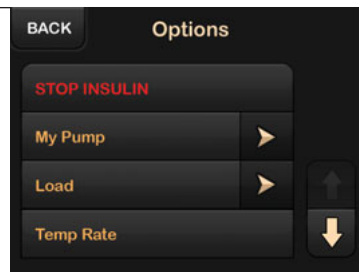 BACK
Options
STOP INSULIN
My Pump
Load
Temp Rate